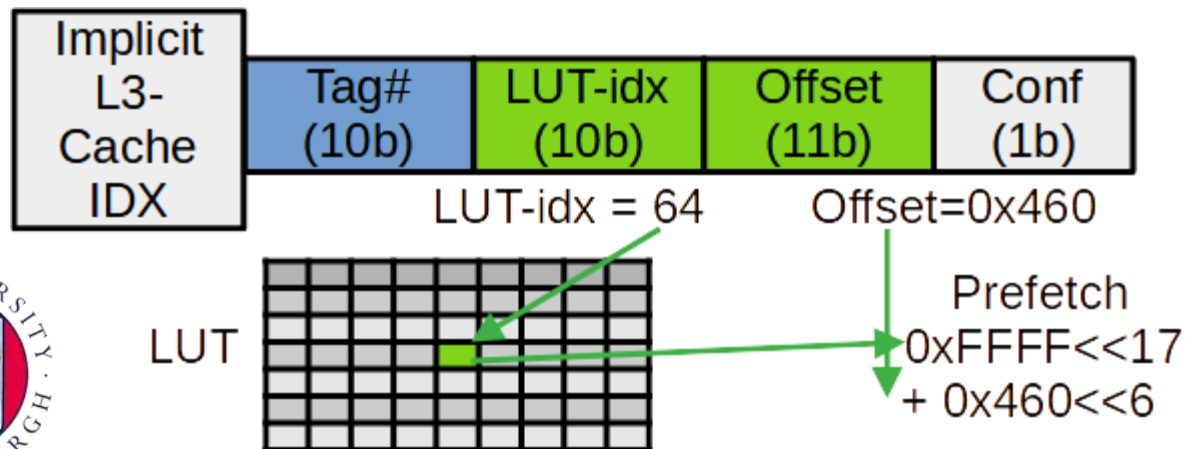 Implicit
L3-
Cache
IDX
Tag#
(10b)
LUT-idx
(10b)
Offset
(11b)
Conf
(1b)
LUT-idx = 64
Offset=0x460
LUT
Prefetch
0xFFFF<<17
+ 0x460<<6